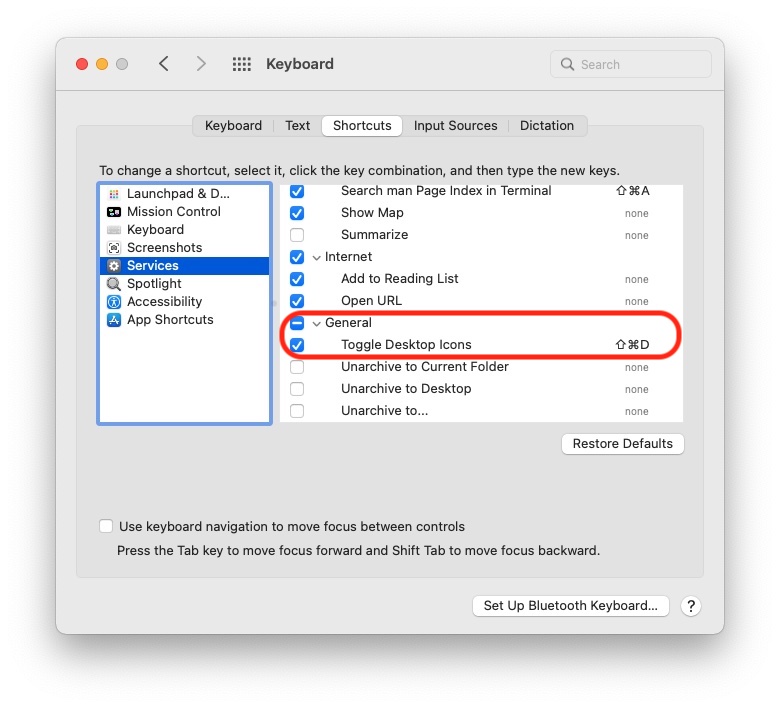 Keyboard
Search
Keyboard Text Shortcuts Input Sources Dictation
To change a shortcut, select it, click the key combination, and then type the new keys.
Launchpad & D...
Mission Control
Keyboard
Screenshots
Services
Spotlight
Accessibility
App Shortcuts
Search man Page Index in Terminal ⇧⌘A
Show Map none
Summarize none
Internet
Add to Reading List none
Open URL none
General
Toggle Desktop Icons ⇧⌘D
Unarchive to Current Folder none
Unarchive to Desktop none
Unarchive to... none
Restore Defaults
Use keyboard navigation to move focus between controls
Press the Tab key to move focus forward and Shift Tab to move focus backward.
Set Up Bluetooth Keyboard... ?